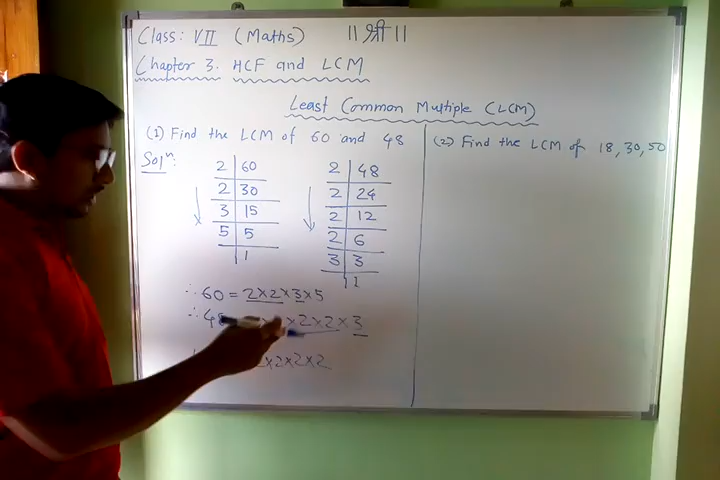 Class: VII (Maths) || श्री ||
Chapter 3. HCF and LCM
Least Common Multiple (LCM)
(1) Find the LCM of 60 and 48
Solⁿ:
2 | 60
2 | 30
3 | 15
5 | 5
| 1
2 | 48
2 | 24
2 | 12
2 | 6
3 | 3
| 1
∴ 60 = 2×2×3×5
∴ 48 ×2×2×3
×2×2×2
(2) Find the LCM of 18, 30, 50